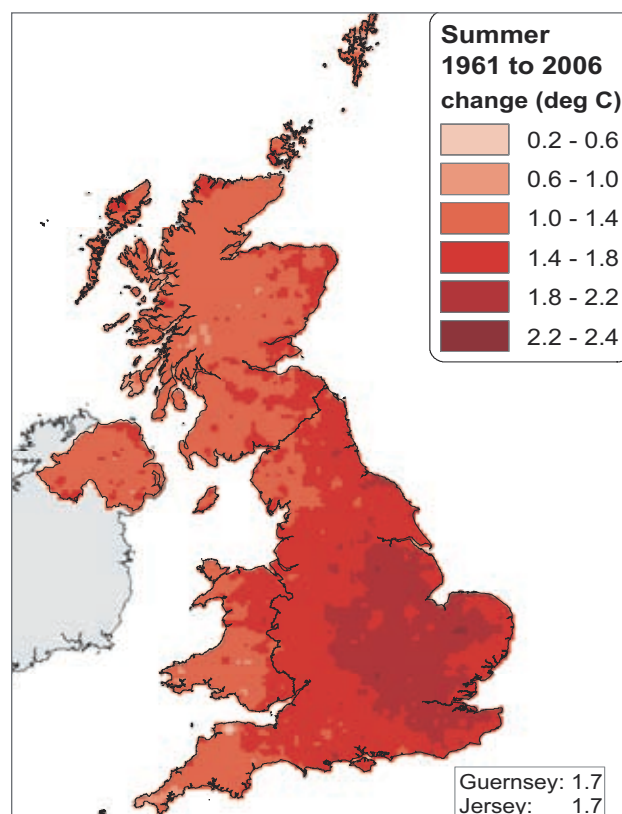 Summer
1961 to 2006
change (deg C)
0.2 - 0.6
0.6 - 1.0
1.0 - 1.4
1.4 - 1.8
1.8 - 2.2
2.2 - 2.4
Guernsey: 1.7
Jersey: 1.7